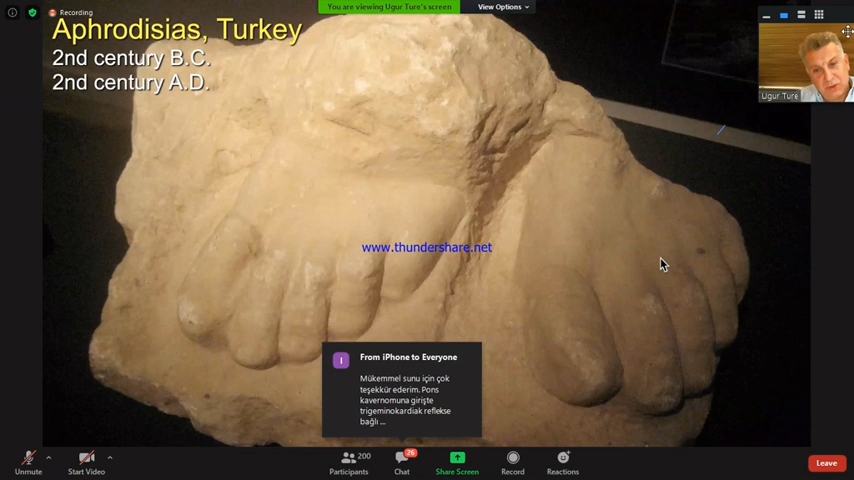 Recording
You are viewing Ugur Ture's screen
View Options
Aphrodisias, Turkey
2nd century B.C.
2nd century A.D.
Ugur Ture
www.thundershare.net
I
From iPhone to Everyone
Mükemmel sunu için çok
teşekkür ederim. Pons
kavernomuna girişte
trigeminokardiak reflekse
bağlı ...
Unmute
Start Video
200
Participants
26
Chat
Share Screen
Record
Reactions
Leave